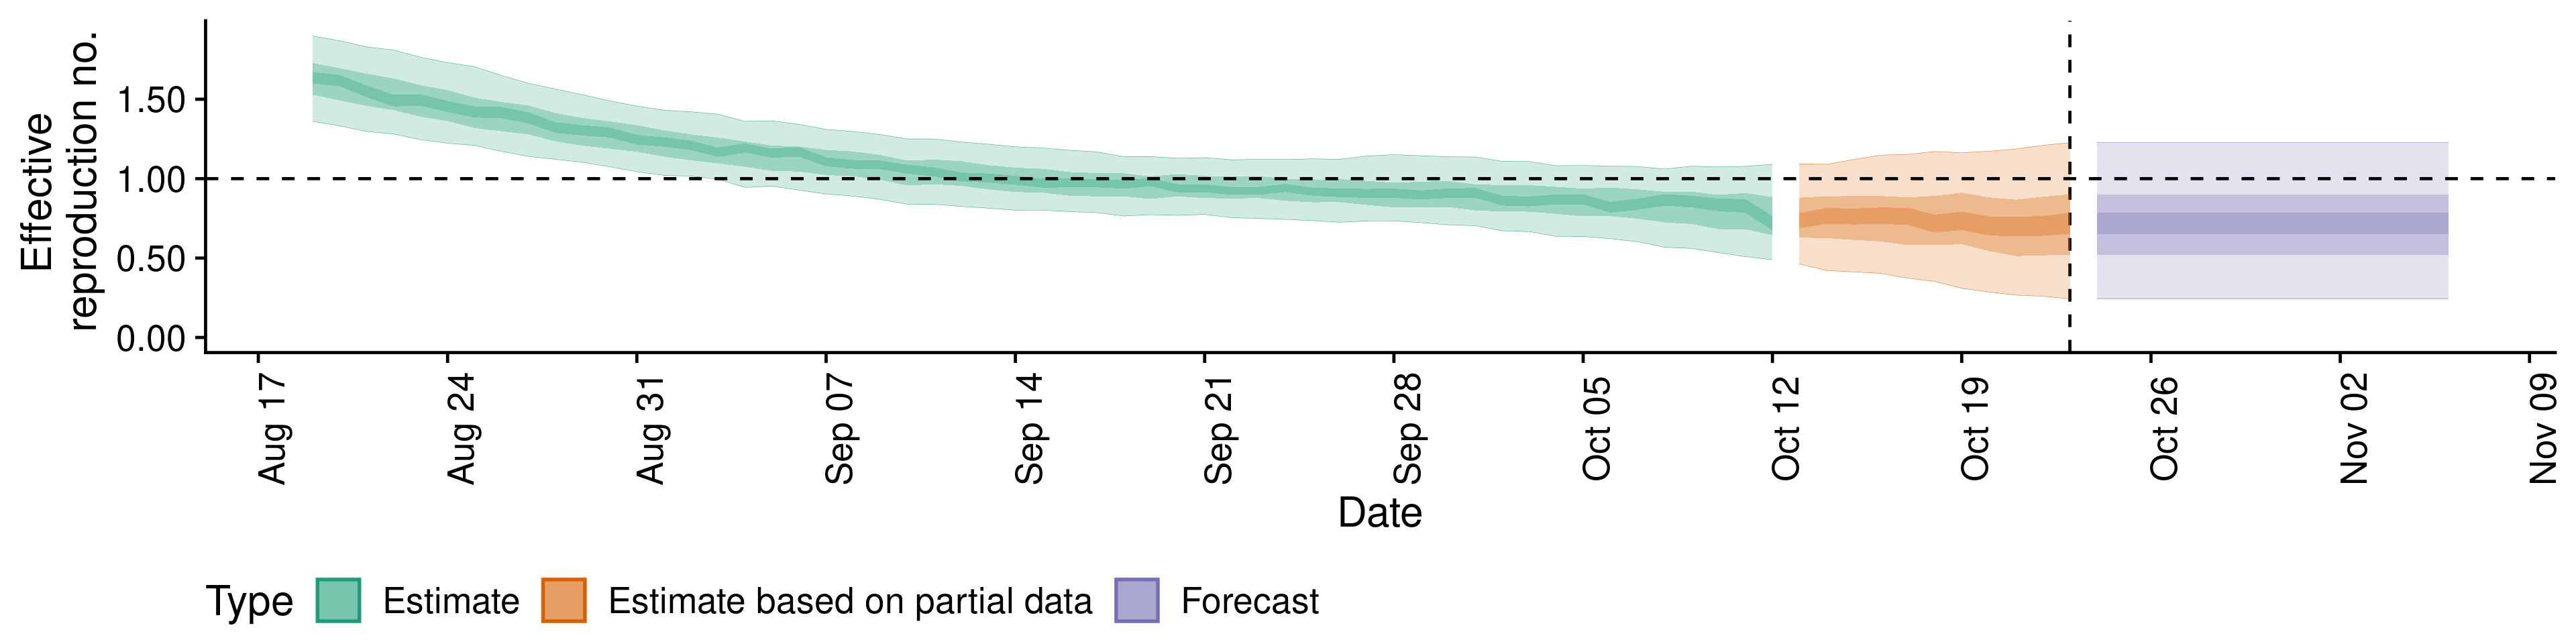 Effective
reproduction no.
1.50
1.00
0.50
0.00
Aug 17
Aug 24
Aug 31
Sep 07
Sep 14
Sep 21
Sep 28
Oct 05
Oct 12
Oct 19
Oct 26
Nov 02
Nov 09
Date
Type Estimate Estimate based on partial data Forecast